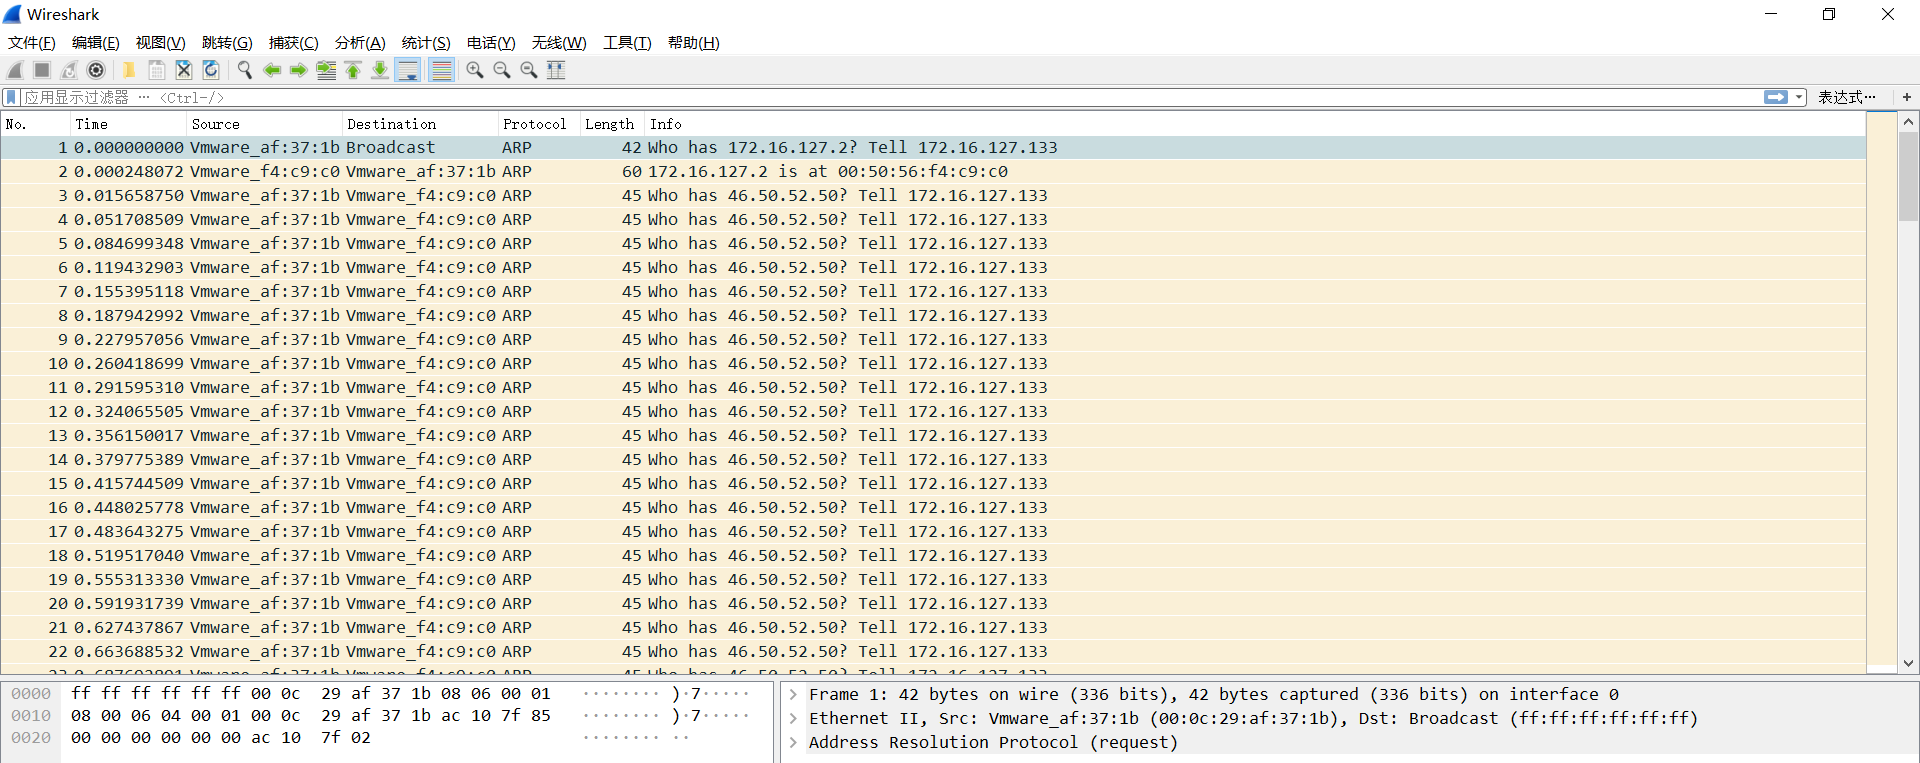 Wireshark
文件(F) 编辑(E) 视图(V) 跳转(G) 捕获(C) 分析(A) 统计(S) 电话(Y) 无线(W) 工具(T) 帮助(H)
应用显示过滤器 … <Ctrl-/> 表达式… +
No. Time Source Destination Protocol Length Info
1 0.000000000 Vmware_af:37:1b Broadcast ARP 42 Who has 172.16.127.2? Tell 172.16.127.133
2 0.000248072 Vmware_f4:c9:c0 Vmware_af:37:1b ARP 60 172.16.127.2 is at 00:50:56:f4:c9:c0
3 0.015658750 Vmware_af:37:1b Vmware_f4:c9:c0 ARP 45 Who has 46.50.52.50? Tell 172.16.127.133
4 0.051708509 Vmware_af:37:1b Vmware_f4:c9:c0 ARP 45 Who has 46.50.52.50? Tell 172.16.127.133
5 0.084699348 Vmware_af:37:1b Vmware_f4:c9:c0 ARP 45 Who has 46.50.52.50? Tell 172.16.127.133
6 0.119432903 Vmware_af:37:1b Vmware_f4:c9:c0 ARP 45 Who has 46.50.52.50? Tell 172.16.127.133
7 0.155395118 Vmware_af:37:1b Vmware_f4:c9:c0 ARP 45 Who has 46.50.52.50? Tell 172.16.127.133
8 0.187942992 Vmware_af:37:1b Vmware_f4:c9:c0 ARP 45 Who has 46.50.52.50? Tell 172.16.127.133
9 0.227957056 Vmware_af:37:1b Vmware_f4:c9:c0 ARP 45 Who has 46.50.52.50? Tell 172.16.127.133
10 0.260418699 Vmware_af:37:1b Vmware_f4:c9:c0 ARP 45 Who has 46.50.52.50? Tell 172.16.127.133
11 0.291595310 Vmware_af:37:1b Vmware_f4:c9:c0 ARP 45 Who has 46.50.52.50? Tell 172.16.127.133
12 0.324065505 Vmware_af:37:1b Vmware_f4:c9:c0 ARP 45 Who has 46.50.52.50? Tell 172.16.127.133
13 0.356150017 Vmware_af:37:1b Vmware_f4:c9:c0 ARP 45 Who has 46.50.52.50? Tell 172.16.127.133
14 0.379775389 Vmware_af:37:1b Vmware_f4:c9:c0 ARP 45 Who has 46.50.52.50? Tell 172.16.127.133
15 0.415744509 Vmware_af:37:1b Vmware_f4:c9:c0 ARP 45 Who has 46.50.52.50? Tell 172.16.127.133
16 0.448025778 Vmware_af:37:1b Vmware_f4:c9:c0 ARP 45 Who has 46.50.52.50? Tell 172.16.127.133
17 0.483643275 Vmware_af:37:1b Vmware_f4:c9:c0 ARP 45 Who has 46.50.52.50? Tell 172.16.127.133
18 0.519517040 Vmware_af:37:1b Vmware_f4:c9:c0 ARP 45 Who has 46.50.52.50? Tell 172.16.127.133
19 0.555313330 Vmware_af:37:1b Vmware_f4:c9:c0 ARP 45 Who has 46.50.52.50? Tell 172.16.127.133
20 0.591931739 Vmware_af:37:1b Vmware_f4:c9:c0 ARP 45 Who has 46.50.52.50? Tell 172.16.127.133
21 0.627437867 Vmware_af:37:1b Vmware_f4:c9:c0 ARP 45 Who has 46.50.52.50? Tell 172.16.127.133
22 0.663688532 Vmware_af:37:1b Vmware_f4:c9:c0 ARP 45 Who has 46.50.52.50? Tell 172.16.127.133
0000 ff ff ff ff ff ff 00 0c 29 af 37 1b 08 06 00 01 ········ )·7·····
0010 08 00 06 04 00 01 00 0c 29 af 37 1b ac 10 7f 85 ········ )·7·····
0020 00 00 00 00 00 00 ac 10 7f 02 ········ ··
Frame 1: 42 bytes on wire (336 bits), 42 bytes captured (336 bits) on interface 0
Ethernet II, Src: Vmware_af:37:1b (00:0c:29:af:37:1b), Dst: Broadcast (ff:ff:ff:ff:ff:ff)
Address Resolution Protocol (request)